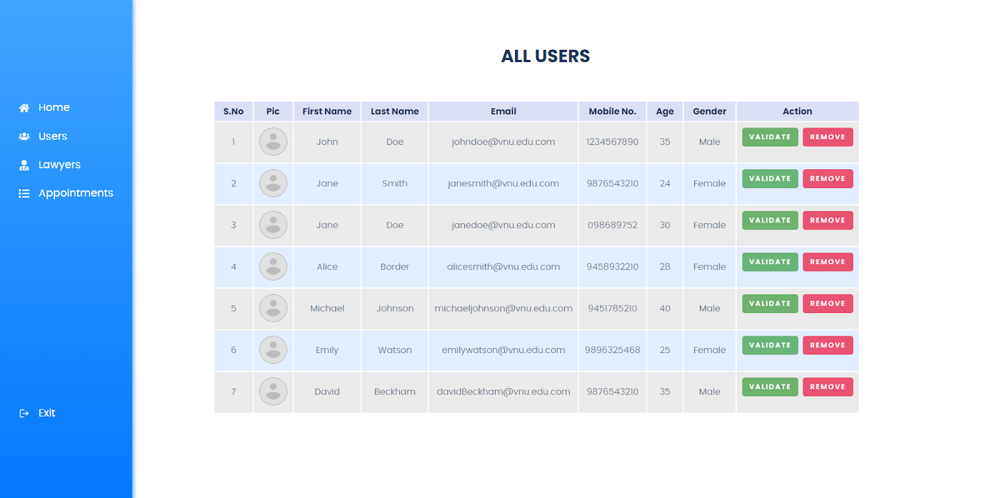 Home
Users
Lawyers
Appointments
Exit
ALL USERS
S.No Pic First Name Last Name Email Mobile No. Age Gender Action
1 John Doe johndoe@vnu.edu.com 1234567890 35 Male VALIDATE REMOVE
2 Jane Smith janesmith@vnu.edu.com 9876543210 24 Female VALIDATE REMOVE
3 Jane Doe janedoe@vnu.edu.com 098689752 30 Female VALIDATE REMOVE
4 Alice Border alicesmith@vnu.edu.com 9458932210 28 Female VALIDATE REMOVE
5 Michael Johnson michaeljohnson@vnu.edu.com 9451785210 40 Male VALIDATE REMOVE
6 Emily Watson emilywatson@vnu.edu.com 9896325468 25 Female VALIDATE REMOVE
7 David Beckham davidBeckham@vnu.edu.com 9876543210 35 Male VALIDATE REMOVE